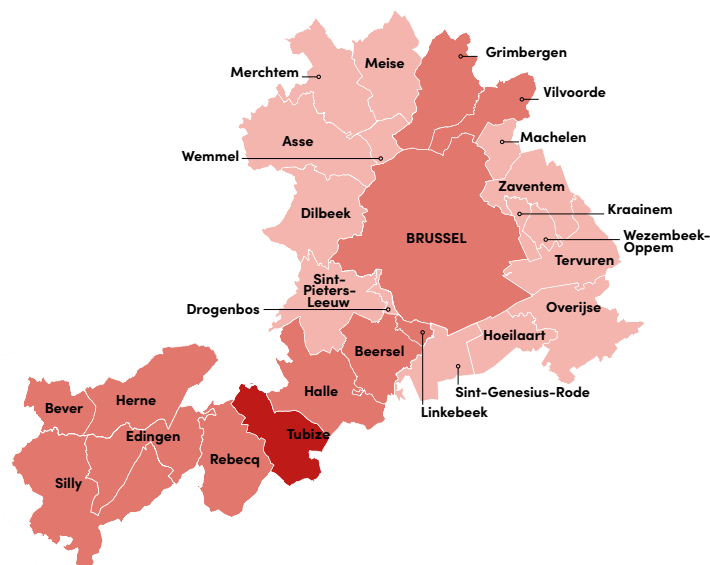 Grimbergen
Meise
Merchtem
Vilvoorde
Machelen
Asse
Wemmel
Zaventem
Kraainem
Dilbeek
BRUSSEL
Wezembeek-
Oppem
Tervuren
Sint-
Pieters-
Leeuw
Drogenbos
Overijse
Hoeilaart
Beersel
Halle
Sint-Genesius-Rode
Linkebeek
Herne
Bever
Edingen
Tubize
Rebecq
Silly